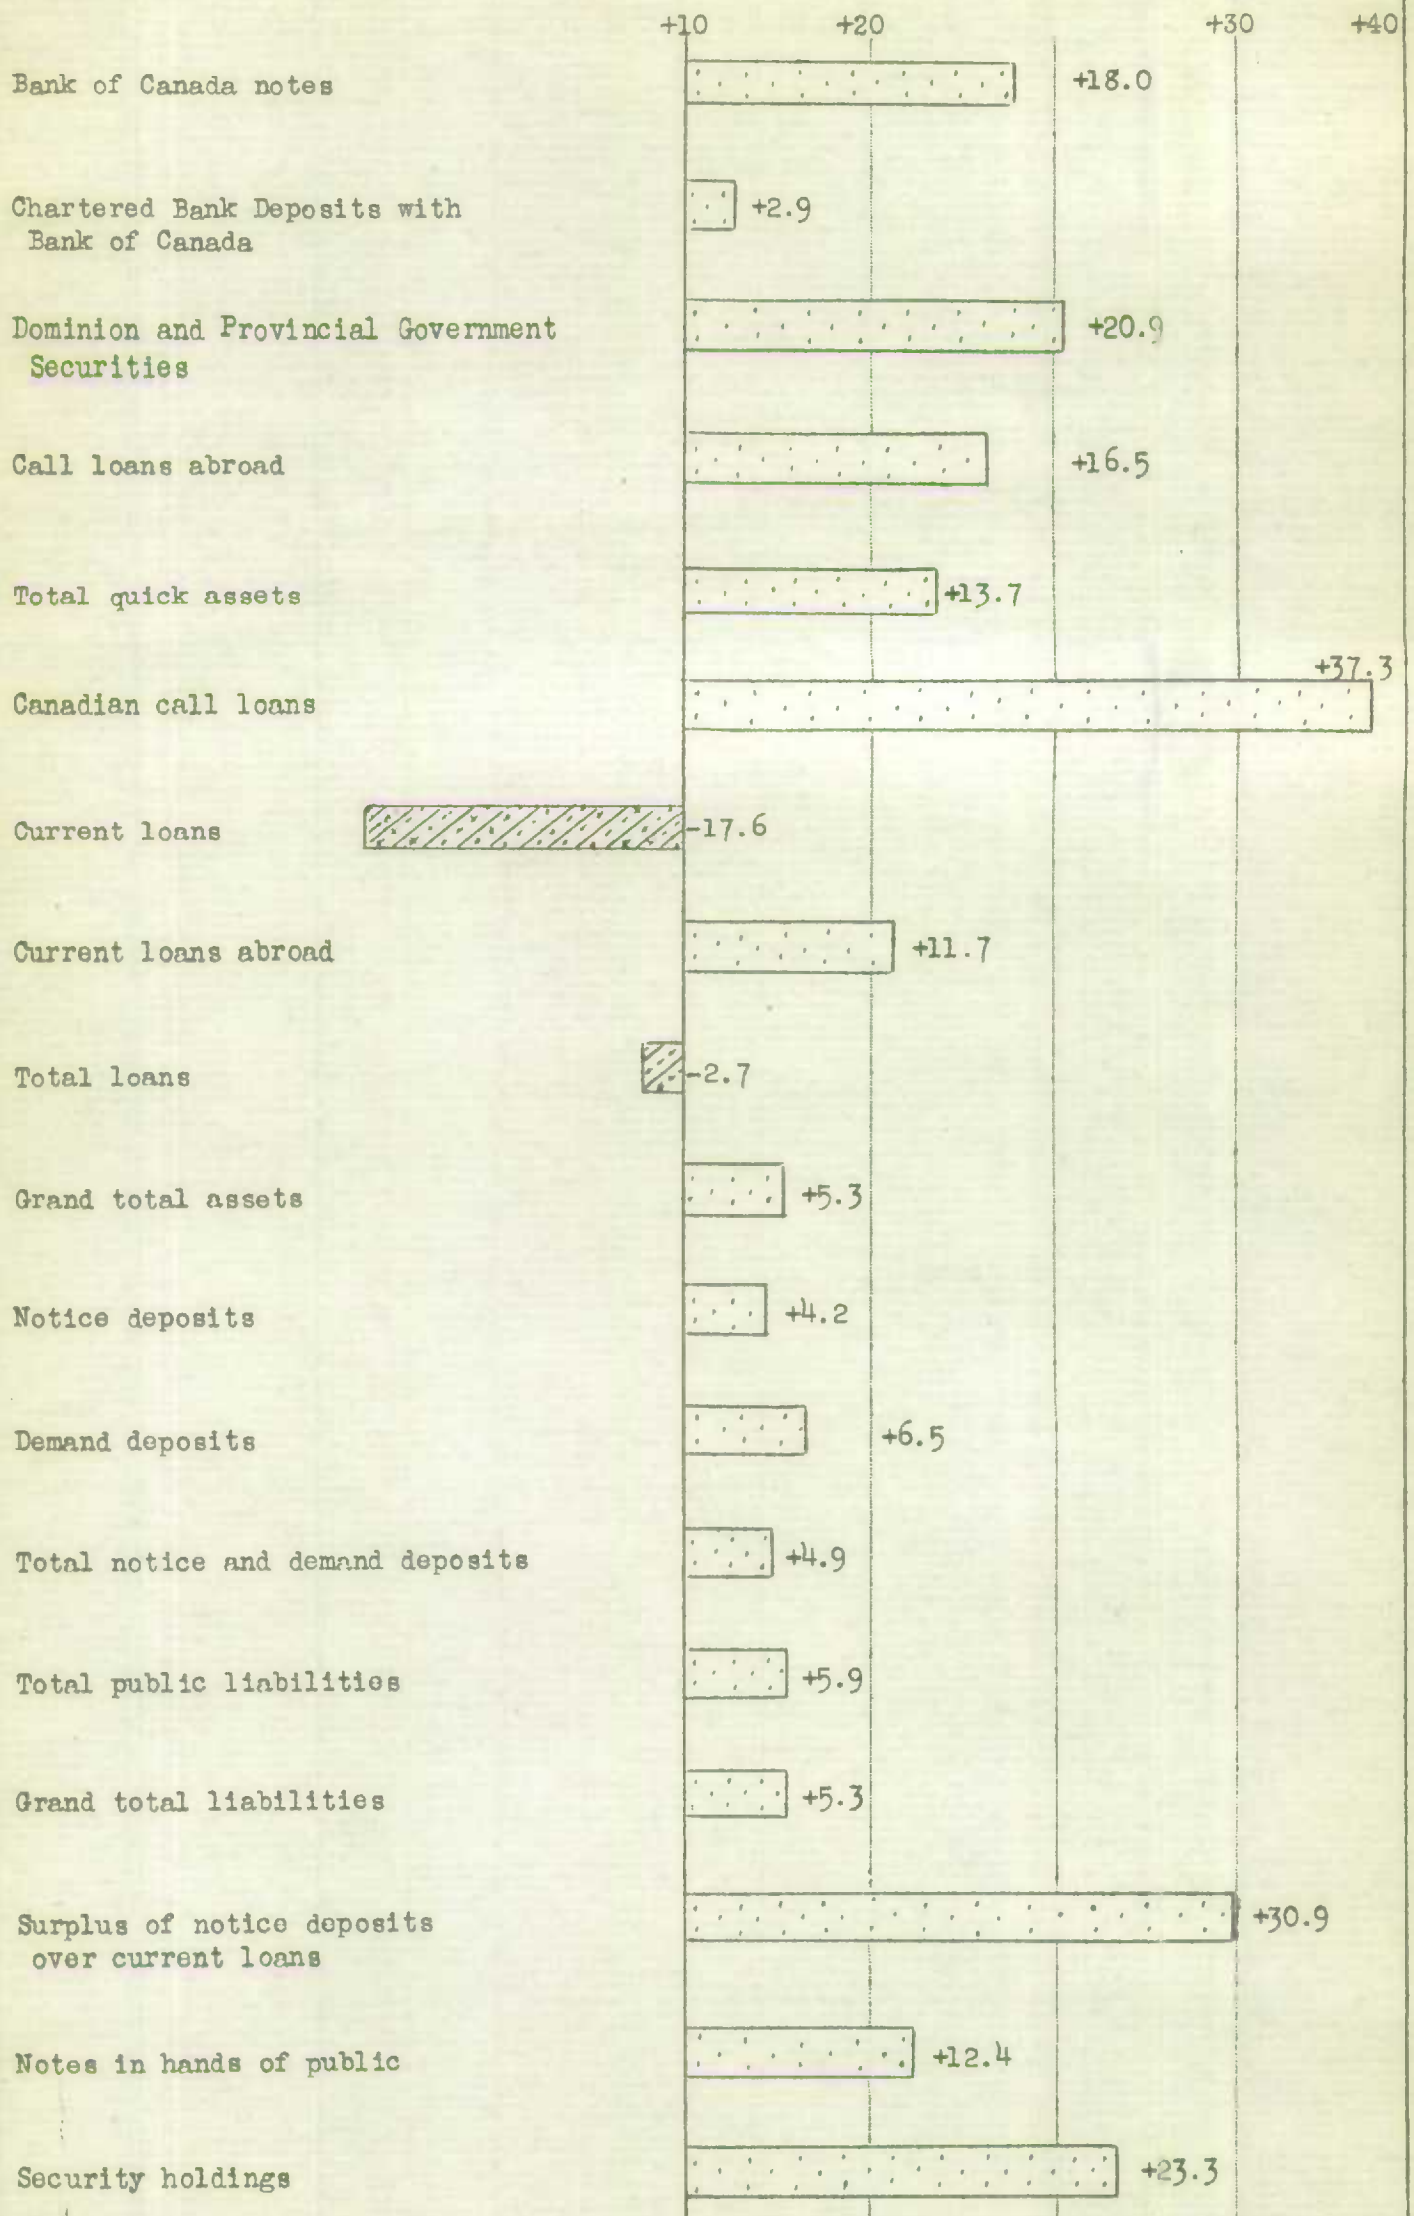 +10 +20 +30 +40
Bank of Canada notes +18.0
Chartered Bank Deposits with +2.9
Bank of Canada
Dominion and Provincial Government +20.9
Securities
Call loans abroad +16.5
Total quick assets +13.7
+37.3
Canadian call loans
Current loans -17.6
Current loans abroad +11.7
Total loans -2.7
Grand total assets +5.3
Notice deposits +4.2
Demand deposits +6.5
Total notice and demand deposits +4.9
Total public liabilities +5.9
Grand total liabilities +5.3
Surplus of notice deposits +30.9
over current loans
Notes in hands of public +12.4
Security holdings +23.3